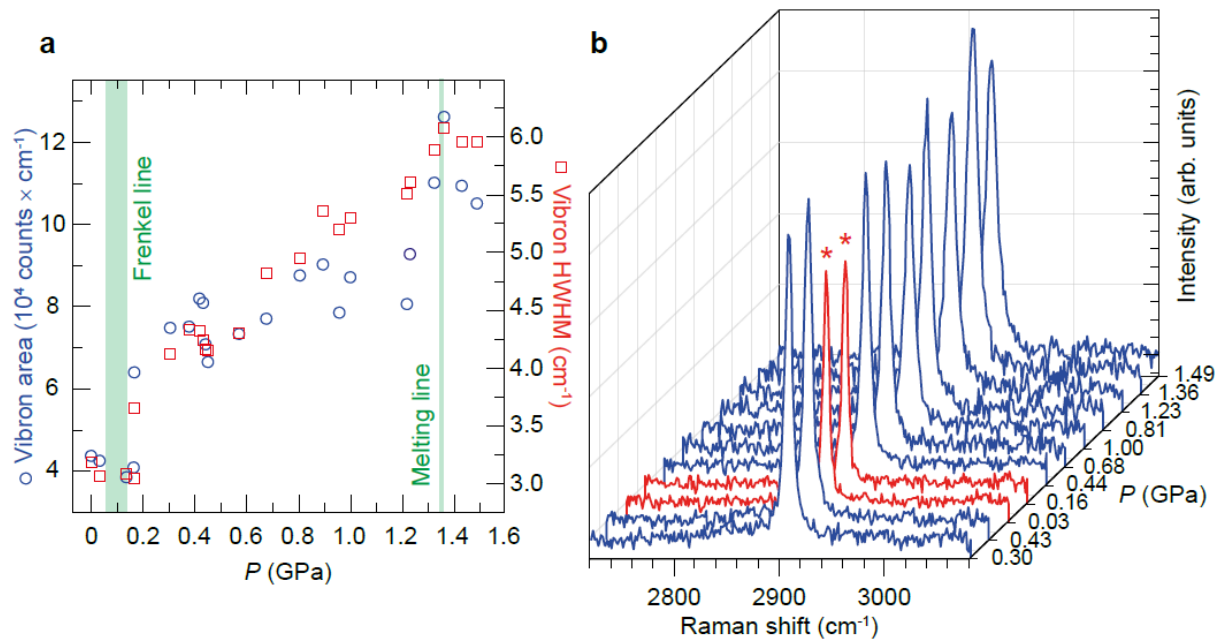 a
b
12
10
8
6
4
○ Vibron area (10⁴ counts × cm⁻¹)
Frenkel line
Melting line
6.0
5.5
5.0
4.5
4.0
3.5
3.0
□ Vibron HWHM (cm⁻¹)
0 0.2 0.4 0.6 0.8 1.0 1.2 1.4 1.6
P (GPa)
* *
Intensity (arb. units)
1.49
1.36
1.23
0.81
1.00
0.68
0.44
0.16
0.03
0.43
0.30
P (GPa)
2800 2900 3000
Raman shift (cm⁻¹)